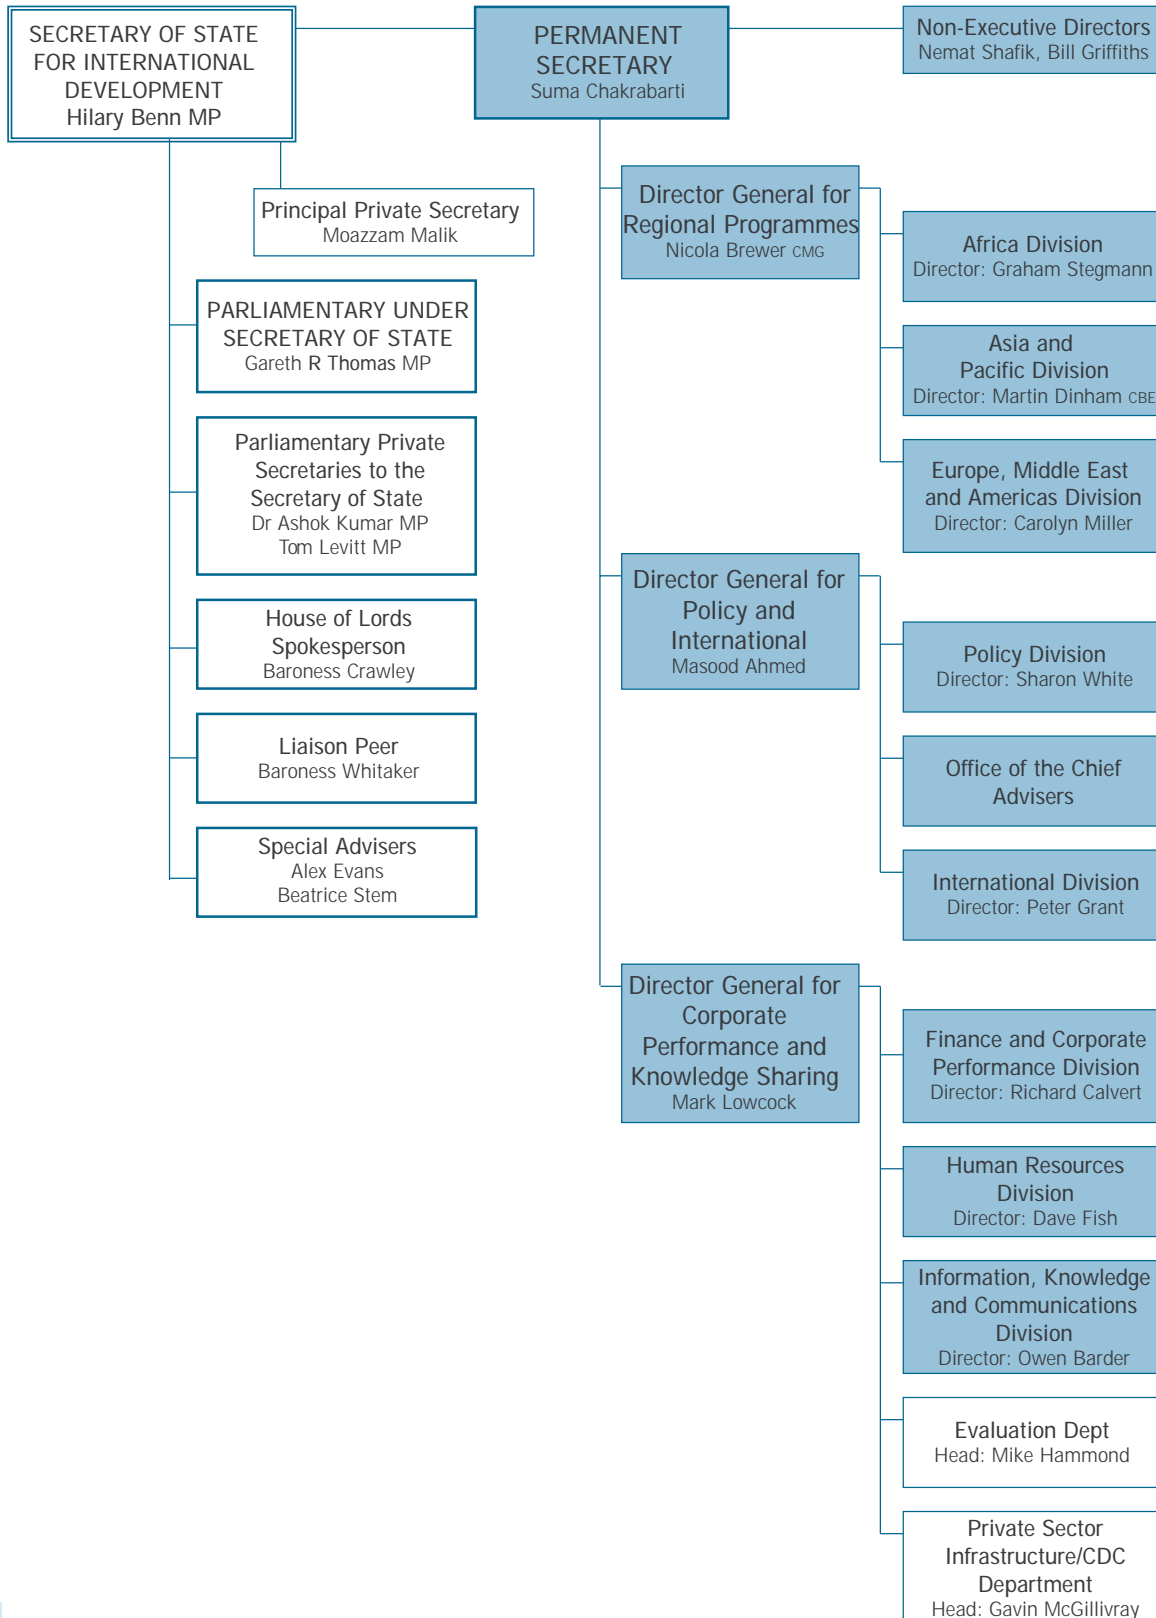 SECRETARY OF STATE
FOR INTERNATIONAL
DEVELOPMENT
Hilary Benn MP
PERMANENT
SECRETARY
Suma Chakrabarti
Non-Executive Directors
Nemat Shafik, Bill Griffiths
Principal Private Secretary
Moazzam Malik
PARLIAMENTARY UNDER
SECRETARY OF STATE
Gareth R Thomas MP
Parliamentary Private
Secretaries to the
Secretary of State
Dr Ashok Kumar MP
Tom Levitt MP
House of Lords
Spokesperson
Baroness Crawley
Liaison Peer
Baroness Whitaker
Special Advisers
Alex Evans
Beatrice Stem
Director General for
Regional Programmes
Nicola Brewer CMG
Africa Division
Director: Graham Stegmann
Asia and
Pacific Division
Director: Martin Dinham CBE
Europe, Middle East
and Americas Division
Director: Carolyn Miller
Director General for
Policy and
International
Masood Ahmed
Policy Division
Director: Sharon White
Office of the Chief
Advisers
International Division
Director: Peter Grant
Director General for
Corporate
Performance and
Knowledge Sharing
Mark Lowcock
Finance and Corporate
Performance Division
Director: Richard Calvert
Human Resources
Division
Director: Dave Fish
Information, Knowledge
and Communications
Division
Director: Owen Barder
Evaluation Dept
Head: Mike Hammond
Private Sector
Infrastructure/CDC
Department
Head: Gavin McGillivray